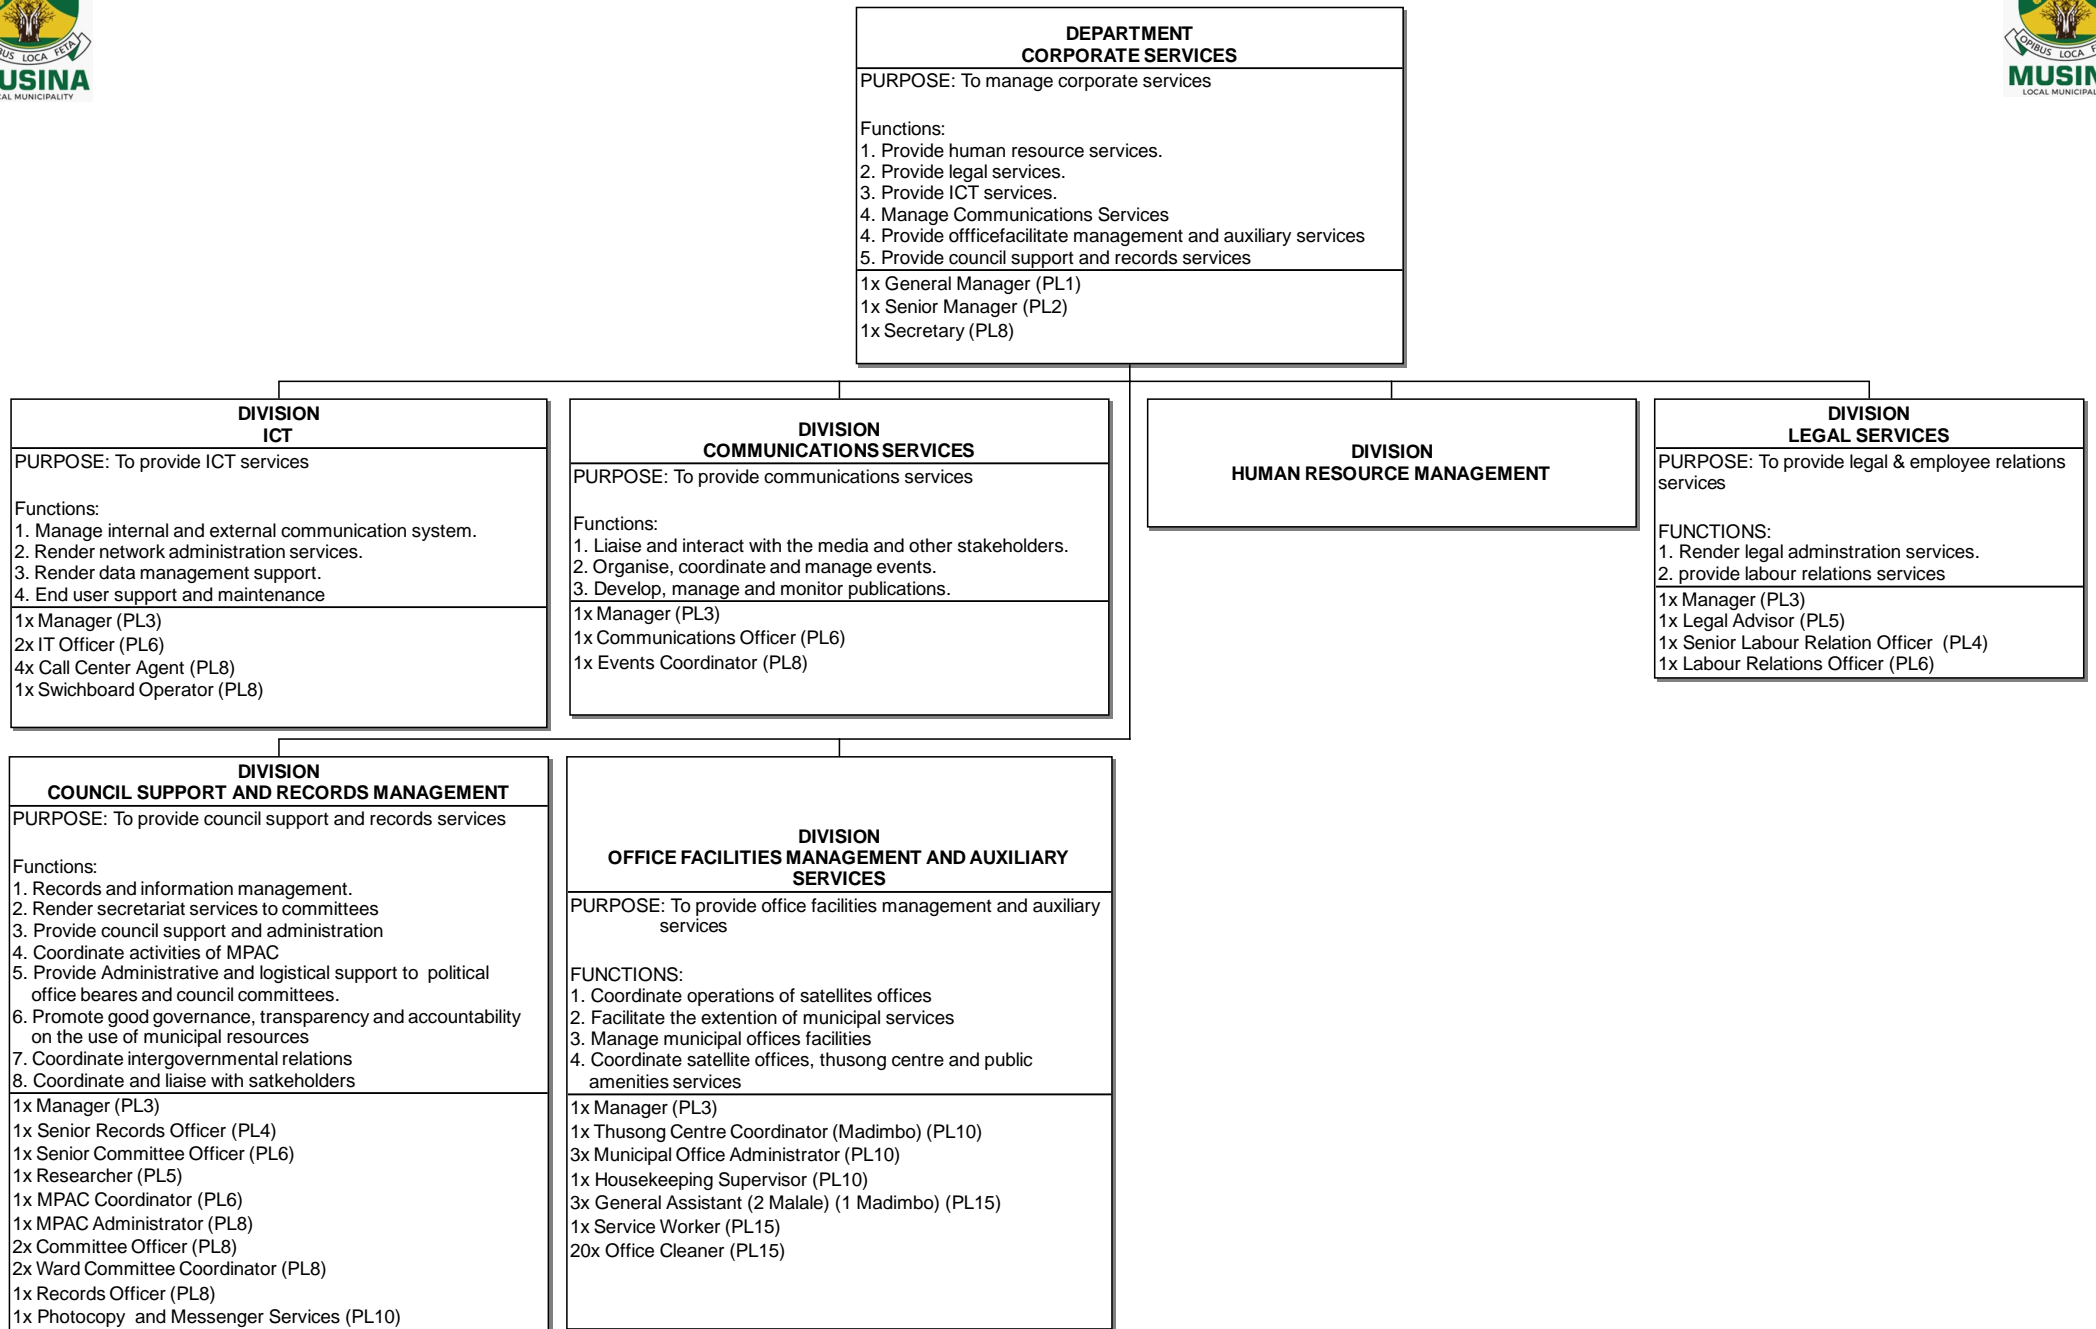 US LOCA FETA
USINA
CAL MUNICIPALITY
OPIBUS LOCA F
MUSIN
LOCAL MUNICIPAL
DEPARTMENT
CORPORATE SERVICES
PURPOSE: To manage corporate services
Functions:
1. Provide human resource services.
2. Provide legal services.
3. Provide ICT services.
4. Manage Communications Services
4. Provide offficefacilitate management and auxiliary services
5. Provide council support and records services
1x General Manager (PL1)
1x Senior Manager (PL2)
1x Secretary (PL8)
DIVISION
ICT
PURPOSE: To provide ICT services
Functions:
1. Manage internal and external communication system.
2. Render network administration services.
3. Render data management support.
4. End user support and maintenance
1x Manager (PL3)
2x IT Officer (PL6)
4x Call Center Agent (PL8)
1x Swichboard Operator (PL8)
DIVISION
COMMUNICATIONS SERVICES
PURPOSE: To provide communications services
Functions:
1. Liaise and interact with the media and other stakeholders.
2. Organise, coordinate and manage events.
3. Develop, manage and monitor publications.
1x Manager (PL3)
1x Communications Officer (PL6)
1x Events Coordinator (PL8)
DIVISION
HUMAN RESOURCE MANAGEMENT
DIVISION
LEGAL SERVICES
PURPOSE: To provide legal & employee relations
services
FUNCTIONS:
1. Render legal adminstration services.
2. provide labour relations services
1x Manager (PL3)
1x Legal Advisor (PL5)
1x Senior Labour Relation Officer (PL4)
1x Labour Relations Officer (PL6)
DIVISION
COUNCIL SUPPORT AND RECORDS MANAGEMENT
PURPOSE: To provide council support and records services
Functions:
1. Records and information management.
2. Render secretariat services to committees
3. Provide council support and administration
4. Coordinate activities of MPAC
5. Provide Administrative and logistical support to political
office beares and council committees.
6. Promote good governance, transparency and accountability
on the use of municipal resources
7. Coordinate intergovernmental relations
8. Coordinate and liaise with satkeholders
1x Manager (PL3)
1x Senior Records Officer (PL4)
1x Senior Committee Officer (PL6)
1x Researcher (PL5)
1x MPAC Coordinator (PL6)
1x MPAC Administrator (PL8)
2x Committee Officer (PL8)
2x Ward Committee Coordinator (PL8)
1x Records Officer (PL8)
1x Photocopy and Messenger Services (PL10)
DIVISION
OFFICE FACILITIES MANAGEMENT AND AUXILIARY
SERVICES
PURPOSE: To provide office facilities management and auxiliary
services
FUNCTIONS:
1. Coordinate operations of satellites offices
2. Facilitate the extention of municipal services
3. Manage municipal offices facilities
4. Coordinate satellite offices, thusong centre and public
amenities services
1x Manager (PL3)
1x Thusong Centre Coordinator (Madimbo) (PL10)
3x Municipal Office Administrator (PL10)
1x Housekeeping Supervisor (PL10)
3x General Assistant (2 Malale) (1 Madimbo) (PL15)
1x Service Worker (PL15)
20x Office Cleaner (PL15)